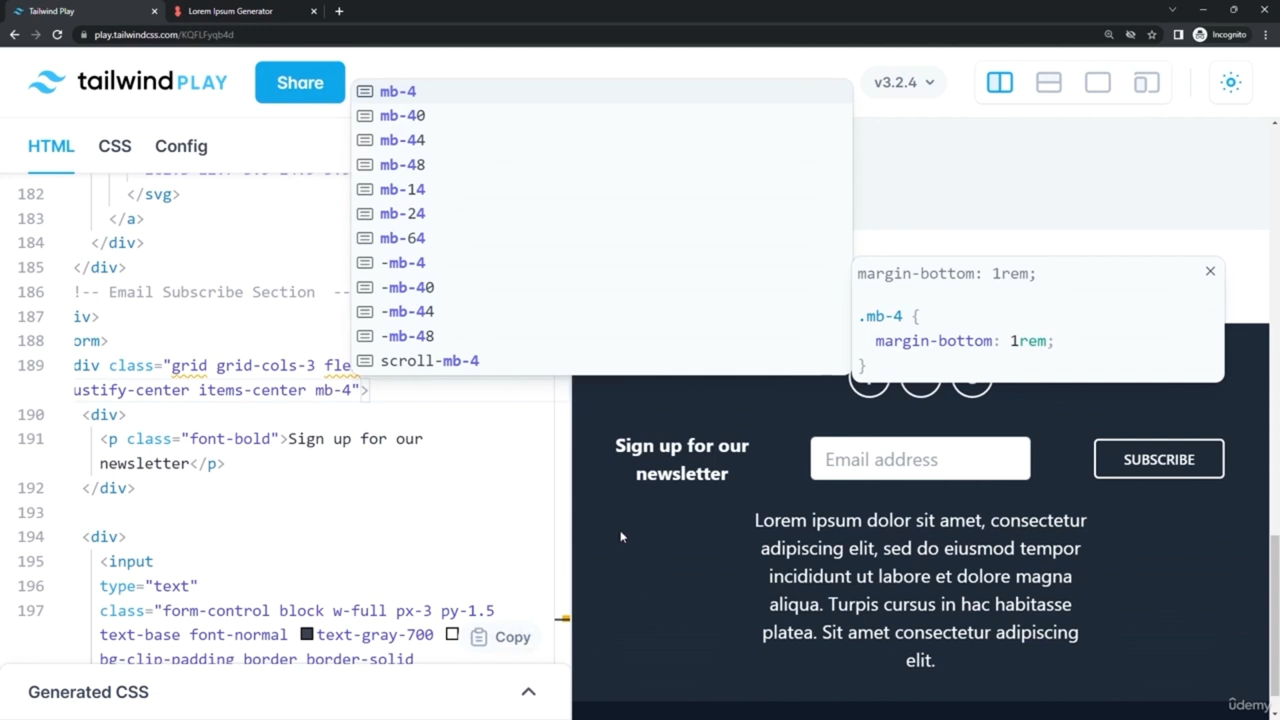 Tailwind Play
Lorem Ipsum Generator
play.tailwindcss.com/KQFLFyqb4d
Incognito
tailwind PLAY
Share
v3.2.4
HTML
CSS
Config
mb-4
mb-40
mb-44
mb-48
mb-14
mb-24
mb-64
-mb-4
-mb-40
-mb-44
-mb-48
scroll-mb-4
margin-bottom: 1rem;
.mb-4 {
margin-bottom: 1rem;
}
182 </svg>
183 </a>
184 </div>
185 </div>
186 !-- Email Subscribe Section --
187 iv>
188 orm>
189 div class="grid grid-cols-3 fle
ustify-center items-center mb-4">
190 <div>
191 <p class="font-bold">Sign up for our
newsletter</p>
192 </div>
193
194 <div>
195 <input
196 type="text"
197 class="form-control block w-full px-3 py-1.5
text-base font-normal text-gray-700
bg-clip-padding border border-solid
Copy
Generated CSS
Sign up for our
newsletter
Email address
SUBSCRIBE
Lorem ipsum dolor sit amet, consectetur
adipiscing elit, sed do eiusmod tempor
incididunt ut labore et dolore magna
aliqua. Turpis cursus in hac habitasse
platea. Sit amet consectetur adipiscing
elit.
ûdemy